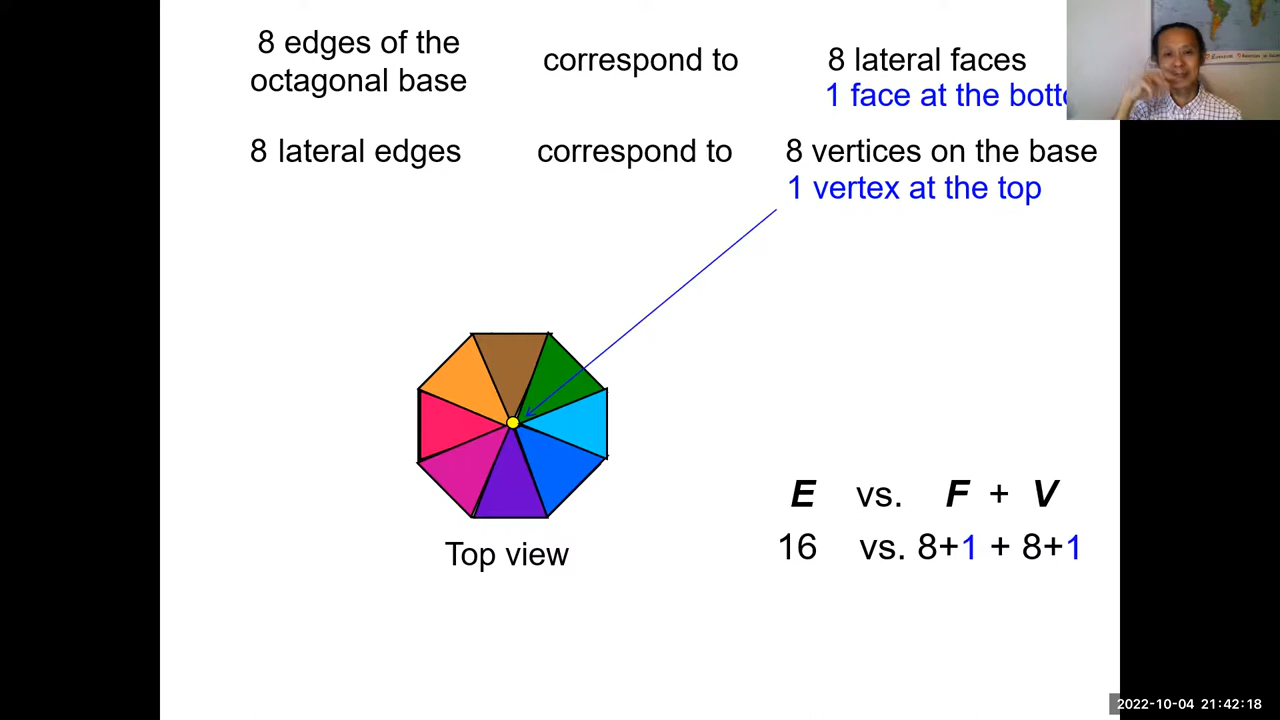 8 edges of the
octagonal base
correspond to
8 lateral faces
1 face at the
8 lateral edges
correspond to
8 vertices on the base
1 vertex at the top
Top view
E vs. F + V
16 vs. 8+1 + 8+1
2022-10-04 21:42:18